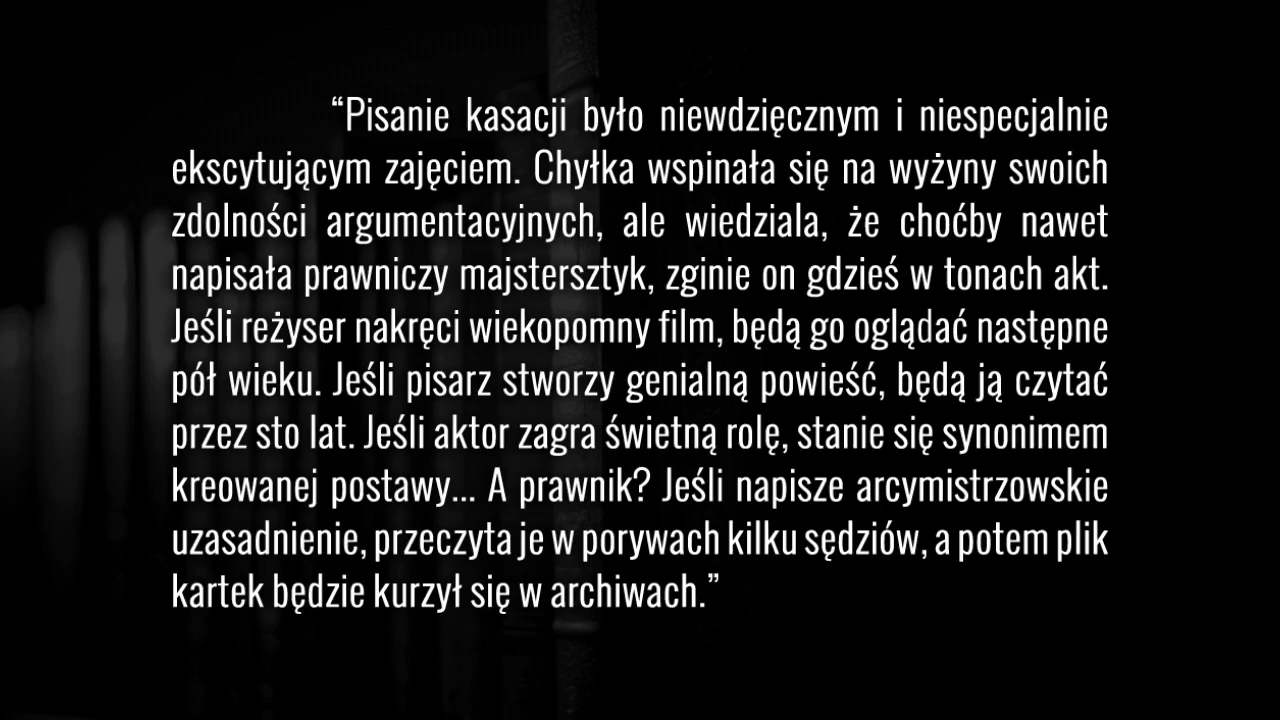 “Pisanie kasacji było niewdzięcznym i niespecjalnie
ekscytującym zajęciem. Chyłka wspinała się na wyżyny swoich
zdolności argumentacyjnych, ale wiedziala, że choćby nawet
napisała prawniczy majstersztyk, zginie on gdzieś w tonach akt.
Jeśli reżyser nakręci wiekopomny film, będą go oglądać następne
pół wieku. Jeśli pisarz stworzy genialną powieść, będą ją czytać
przez sto lat. Jeśli aktor zagra świetną rolę, stanie się synonimem
kreowanej postawy... A prawnik? Jeśli napisze arcymistrzowskie
uzasadnienie, przeczyta je w porywach kilku sędziów, a potem plik
kartek będzie kurzył się w archiwach.”